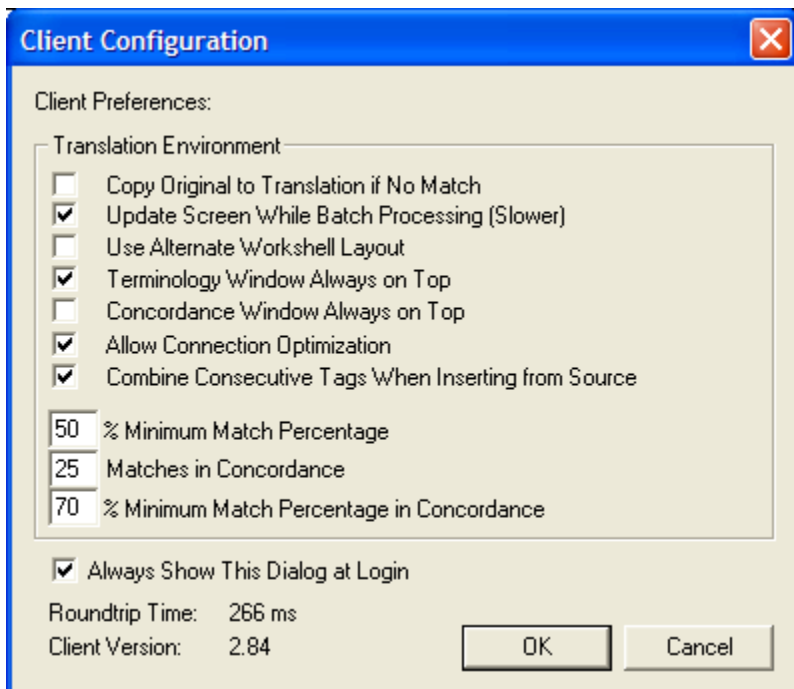 Client Configuration
Client Preferences:
Translation Environment
Copy Original to Translation if No Match
Update Screen While Batch Processing (Slower)
Use Alternate Workshell Layout
Terminology Window Always on Top
Concordance Window Always on Top
Allow Connection Optimization
Combine Consecutive Tags When Inserting from Source
50 % Minimum Match Percentage
25 Matches in Concordance
70 % Minimum Match Percentage in Concordance
Always Show This Dialog at Login
Roundtrip Time: 266 ms
Client Version: 2.84 OK Cancel